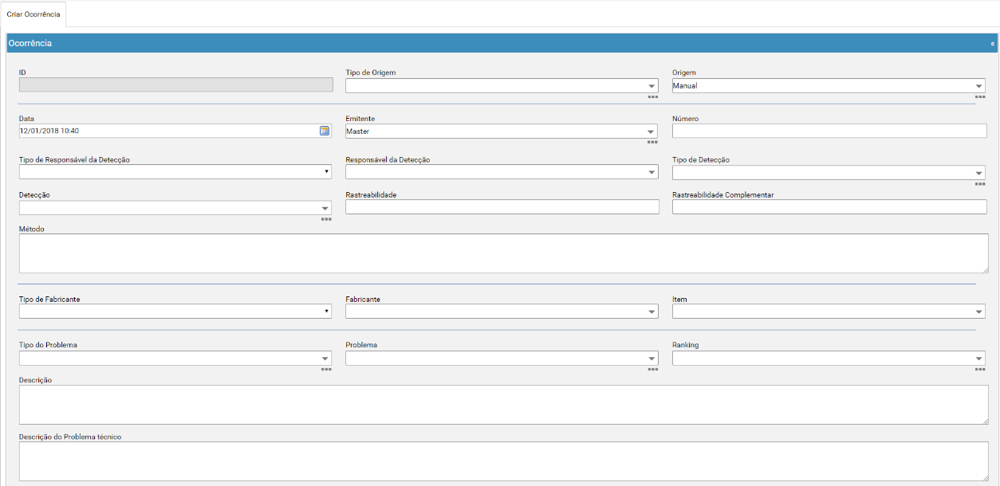 Criar Ocorrência
Ocorrência «
ID Tipo de Origem Origem
Manual
Data Emitente Número
12/01/2018 10:40 Master
Tipo de Responsável da Detecção Responsável da Detecção Tipo de Detecção
Detecção Rastreabilidade Rastreabilidade Complementar
Método
Tipo de Fabricante Fabricante Item
Tipo do Problema Problema Ranking
Descrição
Descrição do Problema técnico